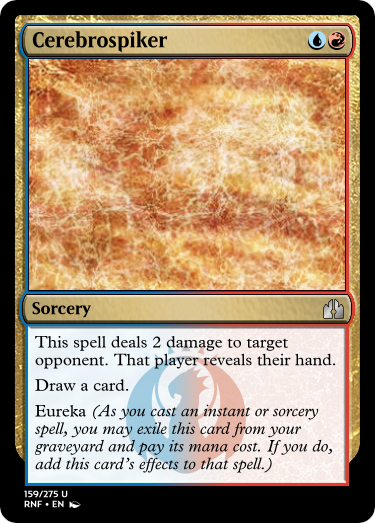 Cerebrospiker
Sorcery
This spell deals 2 damage to target
opponent. That player reveals their hand.
Draw a card.
Eureka (As you cast an instant or sorcery
spell, you may exile this card from your
graveyard and pay its mana cost. If you do,
add this card's effects to that spell.)
159/275 U
RNF • EN